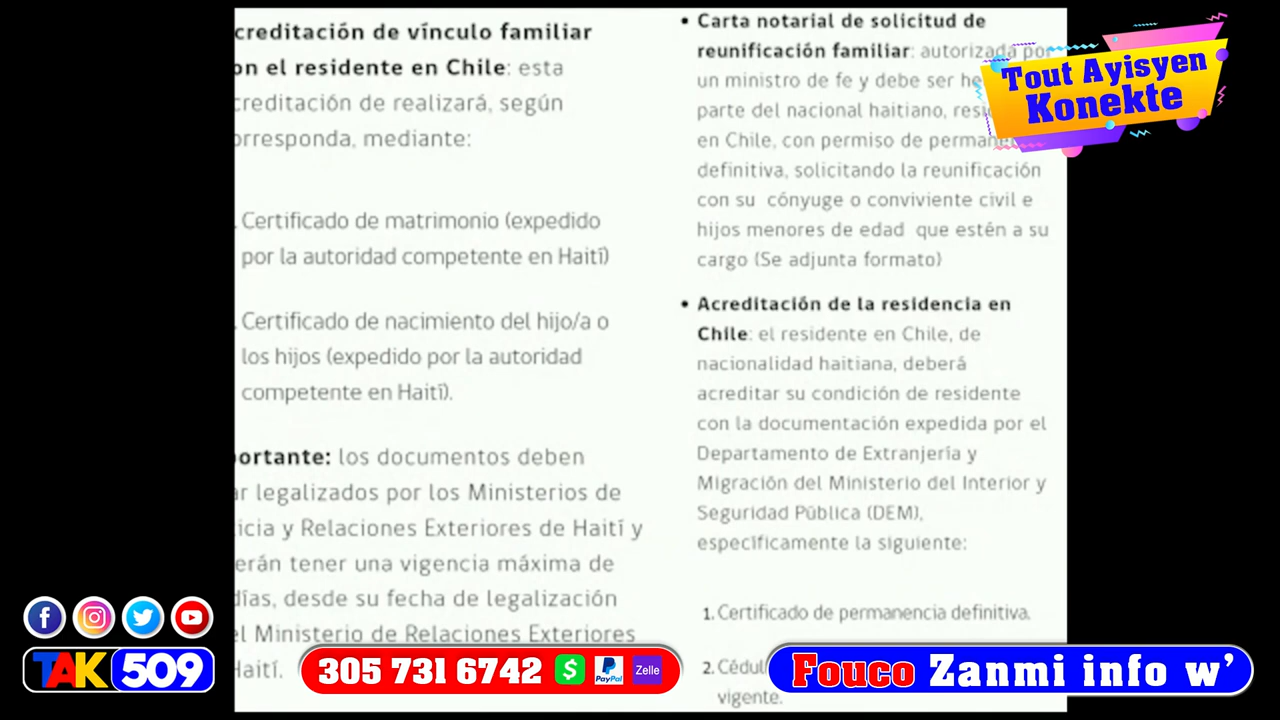 creditación de vínculo familiar
on el residente en Chile: esta
creditación de realizará, según
orresponda, mediante:
. Certificado de matrimonio (expedido
por la autoridad competente en Haití)
. Certificado de nacimiento del hijo/a o
los hijos (expedido por la autoridad
competente en Haití).
portante: los documentos deben
ar legalizados por los Ministerios de
icia y Relaciones Exteriores de Haití y
erán tener una vigencia máxima de
días, desde su fecha de legalización
el Ministerio de Relaciones Exteriores
Haití.
• Carta notarial de solicitud de
reunificación familiar: autorizada por
un ministro de fe y debe ser he
parte del nacional haitiano, resi
en Chile, con permiso de permane
definitiva, solicitando la reunificación
con su cónyuge o conviviente civil e
hijos menores de edad que estén a su
cargo (Se adjunta formato)
• Acreditación de la residencia en
Chile: el residente en Chile, de
nacionalidad haitiana, deberá
acreditar su condición de residente
con la documentación expedida por el
Departamento de Extranjería y
Migración del Ministerio del Interior y
Seguridad Pública (DEM),
específicamente la siguiente:
1. Certificado de permanencia definitiva.
2. Cédul
vigente.
Tout Ayisyen
Konekte
TAK 509
305 731 6742 $ PayPal Zelle
Fouco Zanmi info w'